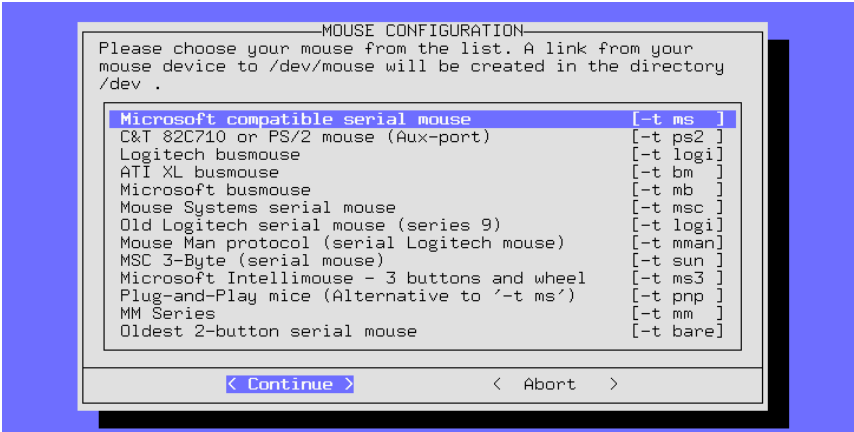 MOUSE CONFIGURATION
Please choose your mouse from the list. A link from your
mouse device to /dev/mouse will be created in the directory
/dev .
Microsoft compatible serial mouse [-t ms  ]
C&T 82C710 or PS/2 mouse (Aux-port) [-t ps2 ]
Logitech busmouse [-t logi]
ATI XL busmouse [-t bm  ]
Microsoft busmouse [-t mb  ]
Mouse Systems serial mouse [-t msc ]
Old Logitech serial mouse (series 9) [-t logi]
Mouse Man protocol (serial Logitech mouse) [-t mman]
MSC 3-Byte (serial mouse) [-t sun ]
Microsoft Intellimouse - 3 buttons and wheel [-t ms3 ]
Plug-and-Play mice (Alternative to '-t ms') [-t pnp ]
MM Series [-t mm  ]
Oldest 2-button serial mouse [-t bare]
< Continue > < Abort >